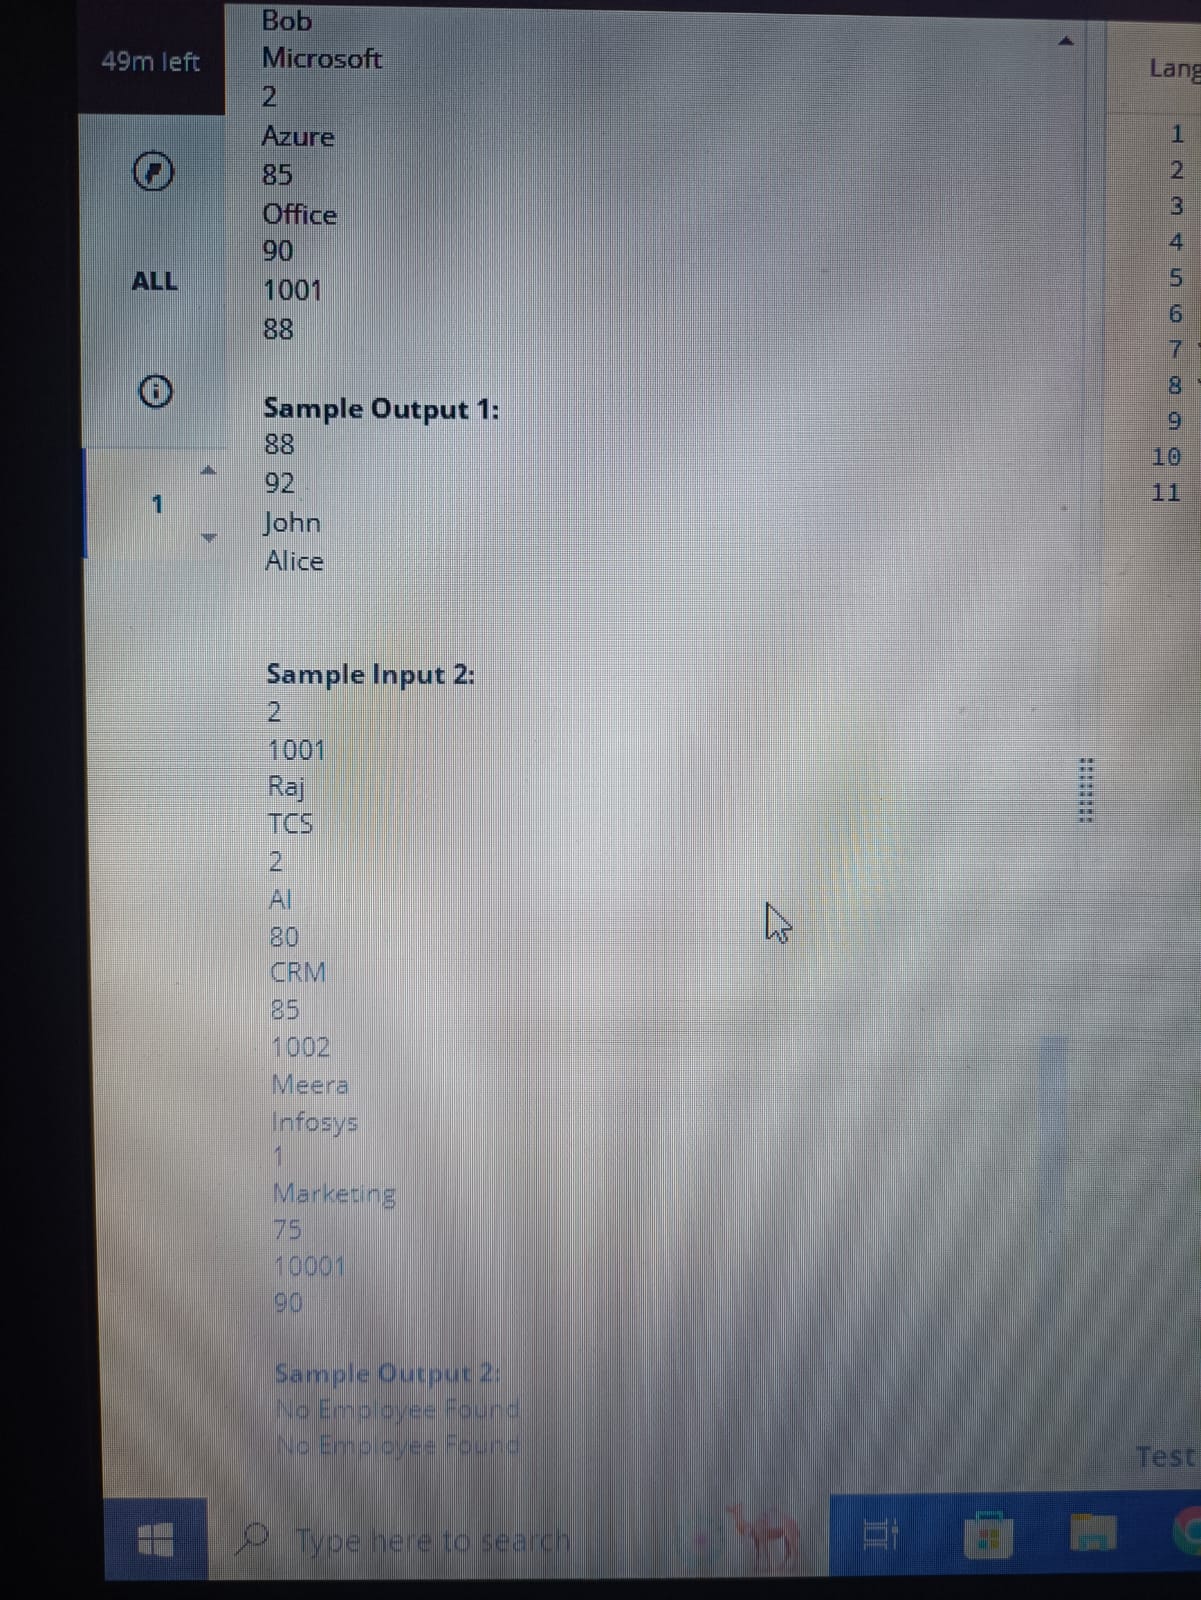 49m left
ALL
1
Bob
Microsoft
2
Azure
85
Office
90
1001
88
Sample Output 1:
88
92
John
Alice
Sample Input 2:
2
1001
Raj
TCS
2
AI
80
CRM
85
1002
Meera
Infosys
1
Marketing
75
10001
90
Sample Output 2:
No Employee Found
No Employee Found
Lang
1
2
3
4
5
6
7
8
9
10
11
Test
Type here to search